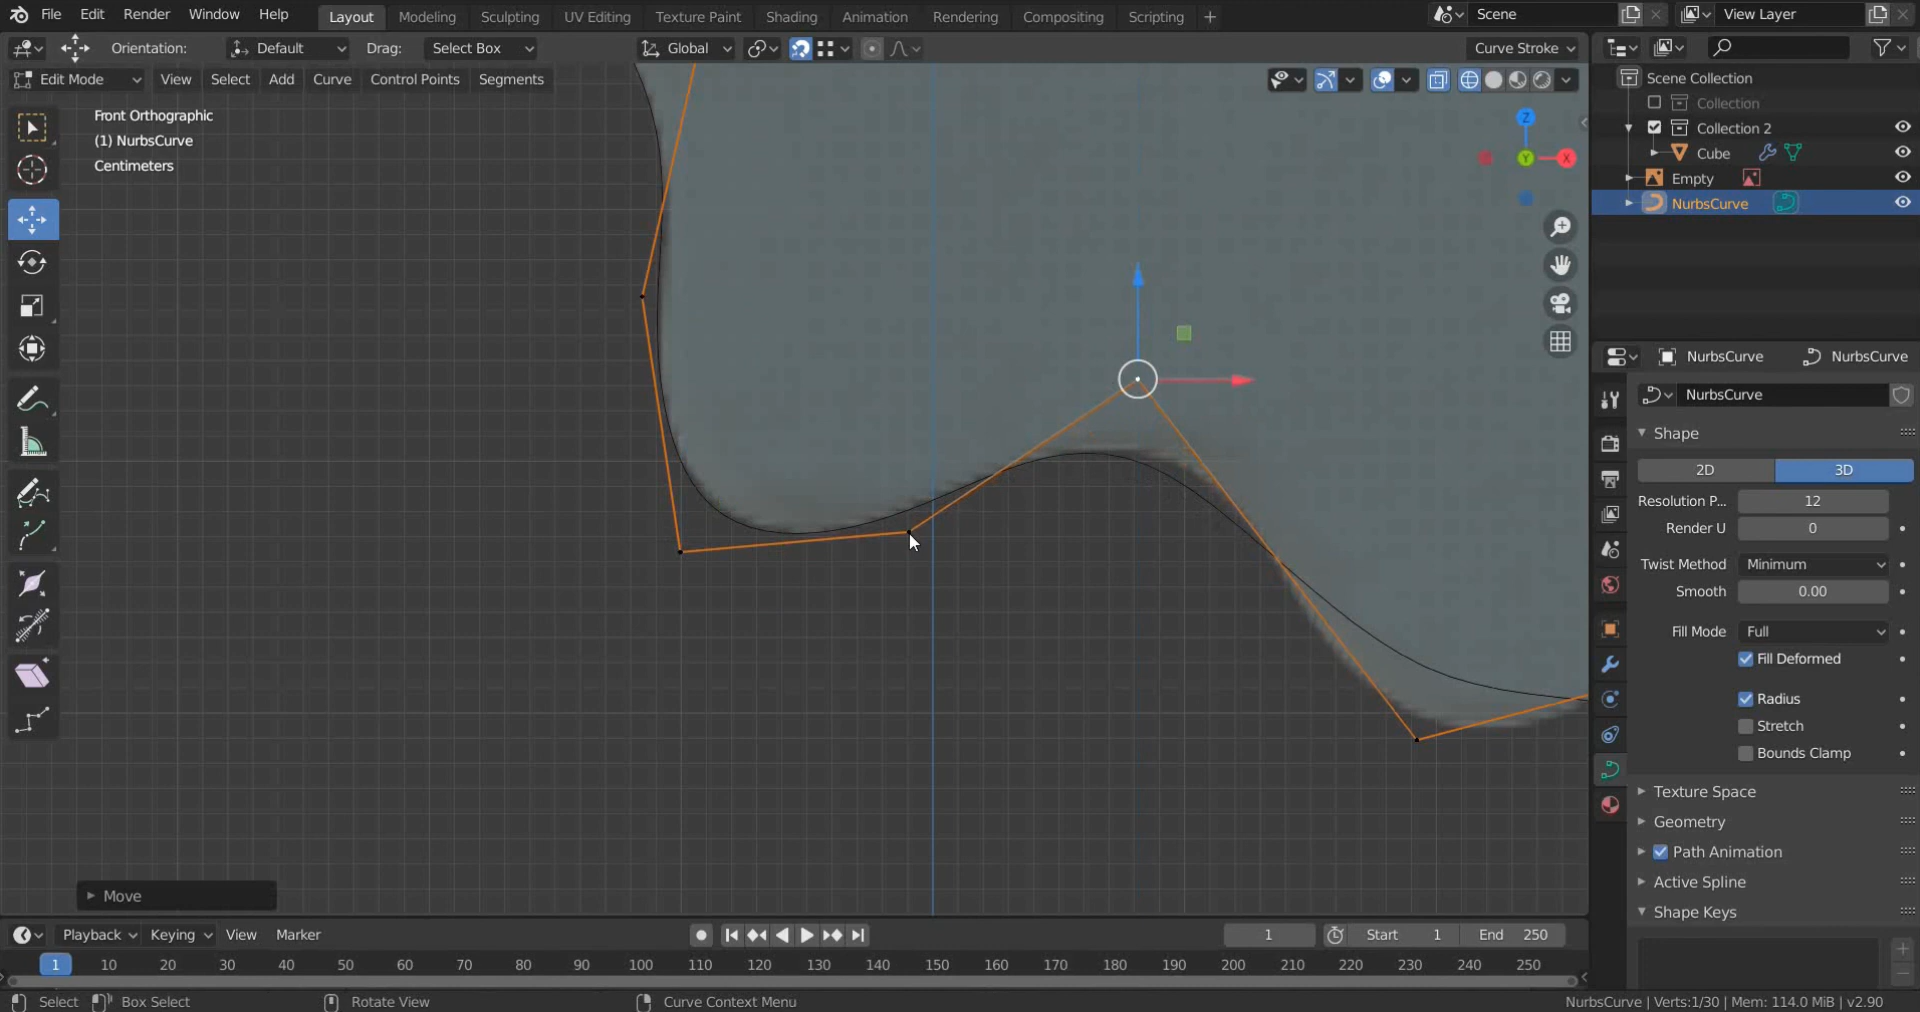 File Edit Render Window Help Layout Modeling Sculpting UV Editing Texture Paint Shading Animation Rendering Compositing Scripting Scene View Layer
Orientation: Default Drag: Select Box Global Curve Stroke
Edit Mode View Select Add Curve Control Points Segments
Front Orthographic
(1) NurbsCurve
Centimeters
Z
Y
X
Scene Collection
Collection
Collection 2
Cube
Empty
NurbsCurve
NurbsCurve NurbsCurve
NurbsCurve
Shape
2D 3D
Resolution P... 12
Render U 0
Twist Method Minimum
Smooth 0.00
Fill Mode Full
Fill Deformed
Radius
Stretch
Bounds Clamp
Texture Space
Geometry
Path Animation
Active Spline
Shape Keys
Move
Playback Keying View Marker 1 Start 1 End 250
1 10 20 30 40 50 60 70 80 90 100 110 120 130 140 150 160 170 180 190 200 210 220 230 240 250
Select Box Select Rotate View Curve Context Menu NurbsCurve | Verts:1/30 | Mem: 114.0 MiB | v2.90